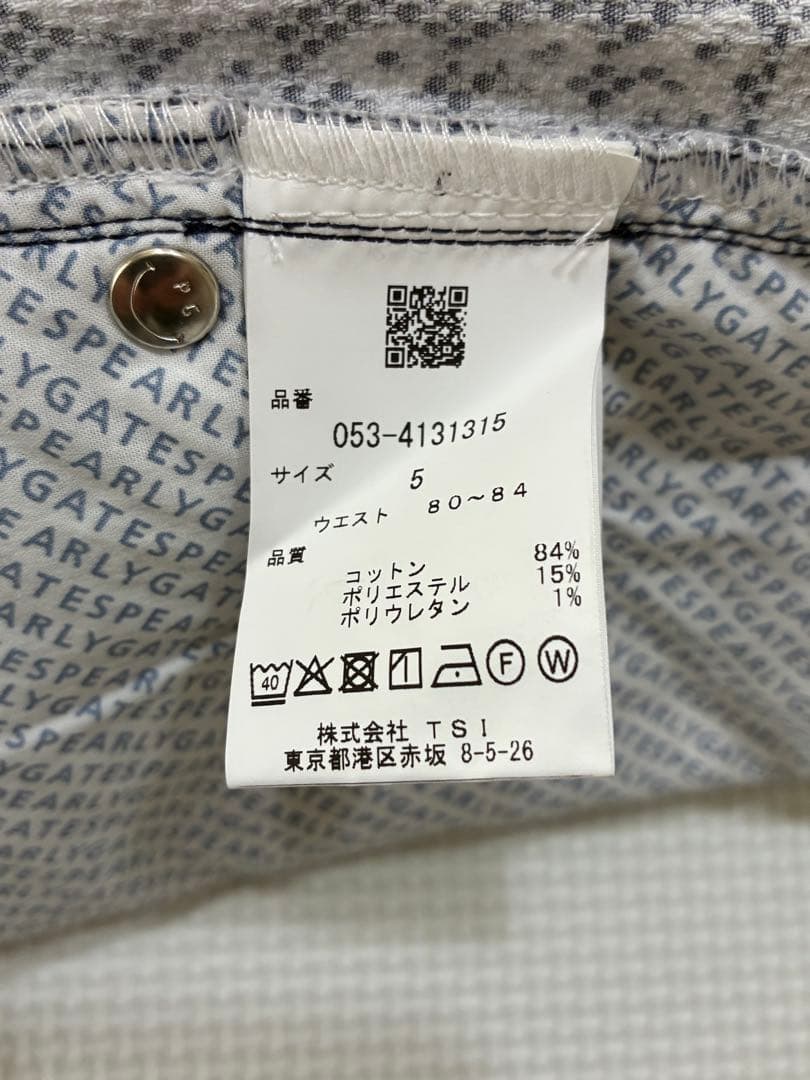 品番
053-4131315
サイズ 5
ウエスト 80～84
品質
コットン 84%
ポリエステル 15%
ポリウレタン 1%
40 F W
株式会社 TSI
東京都港区赤坂 8-5-26
PEARLYGATES